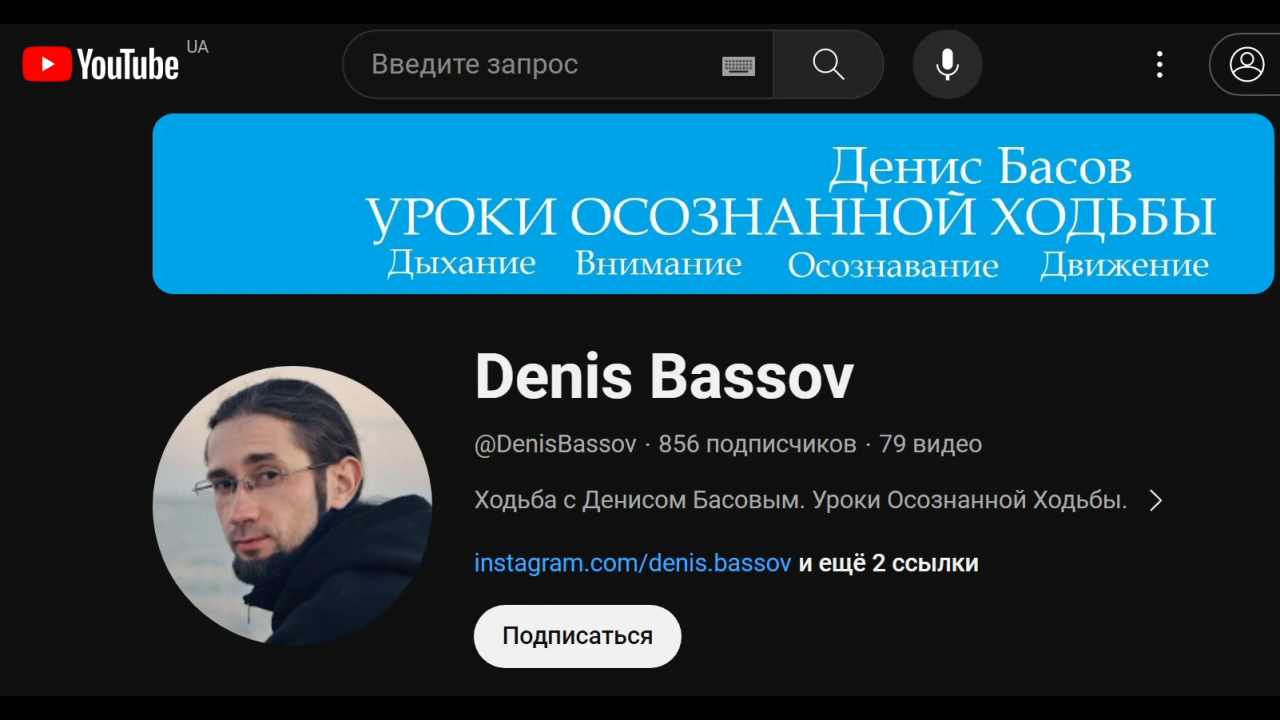 YouTube UA
Введите запрос
Денис Басов
УРОКИ ОСОЗНАННОЙ ХОДЬБЫ
Дыхание Внимание Осознавание Движение
Denis Bassov
@DenisBassov · 856 подписчиков · 79 видео
Ходьба с Денисом Басовым. Уроки Осознанной Ходьбы.
instagram.com/denis.bassov и ещё 2 ссылки
Подписаться